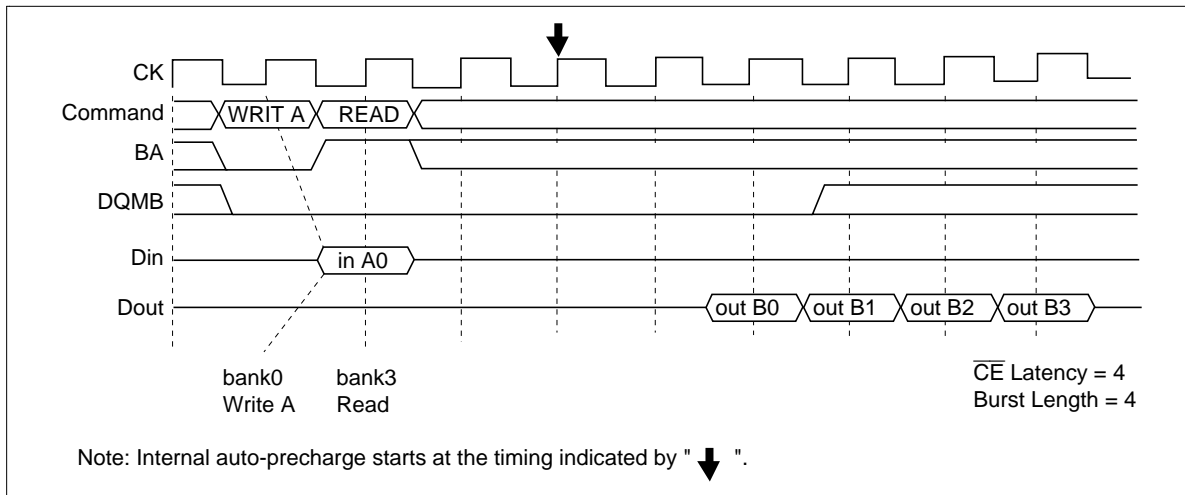 CK
Command WRIT A READ
BA
DQMB
Din in A0
Dout out B0 out B1 out B2 out B3
bank0 bank3 CE Latency = 4
Write A Read Burst Length = 4
Note: Internal auto-precharge starts at the timing indicated by " ".